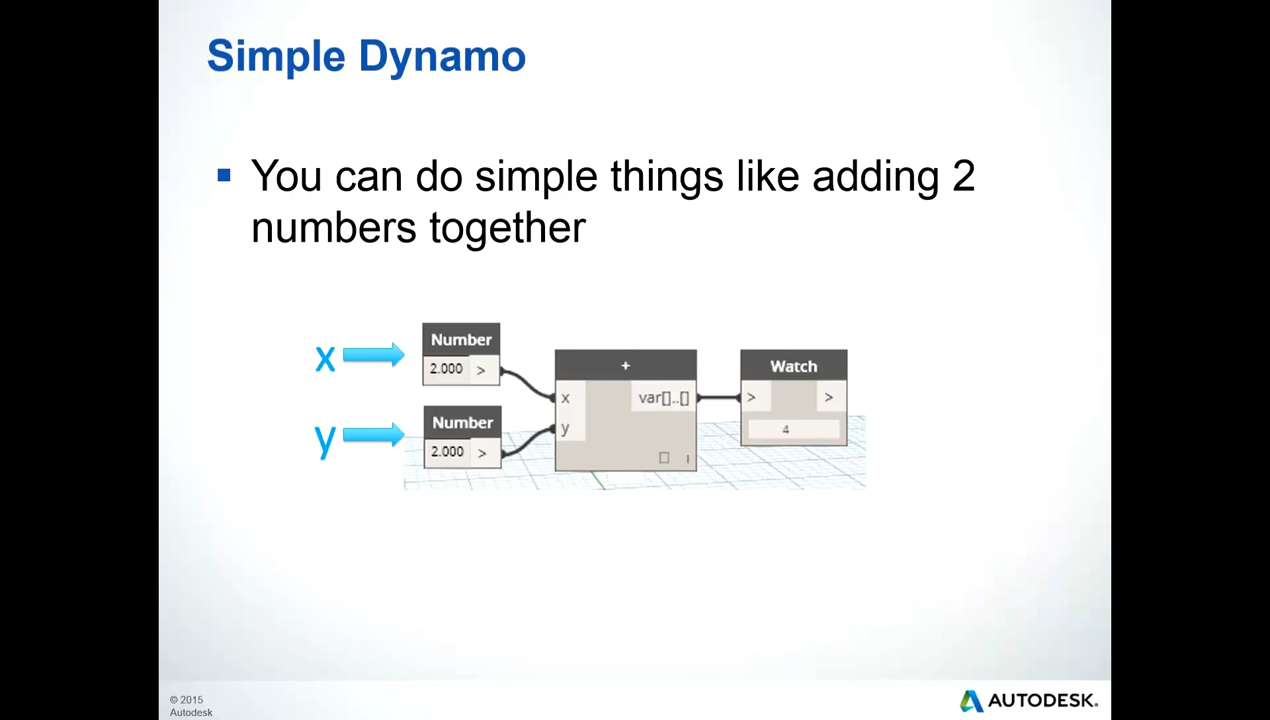 Simple Dynamo
▪ You can do simple things like adding 2
numbers together
x
Number
2.000 >
y
Number
2.000 >
+
x var[]..[]
y
Watch
> >
4
© 2015
Autodesk
AUTODESK.